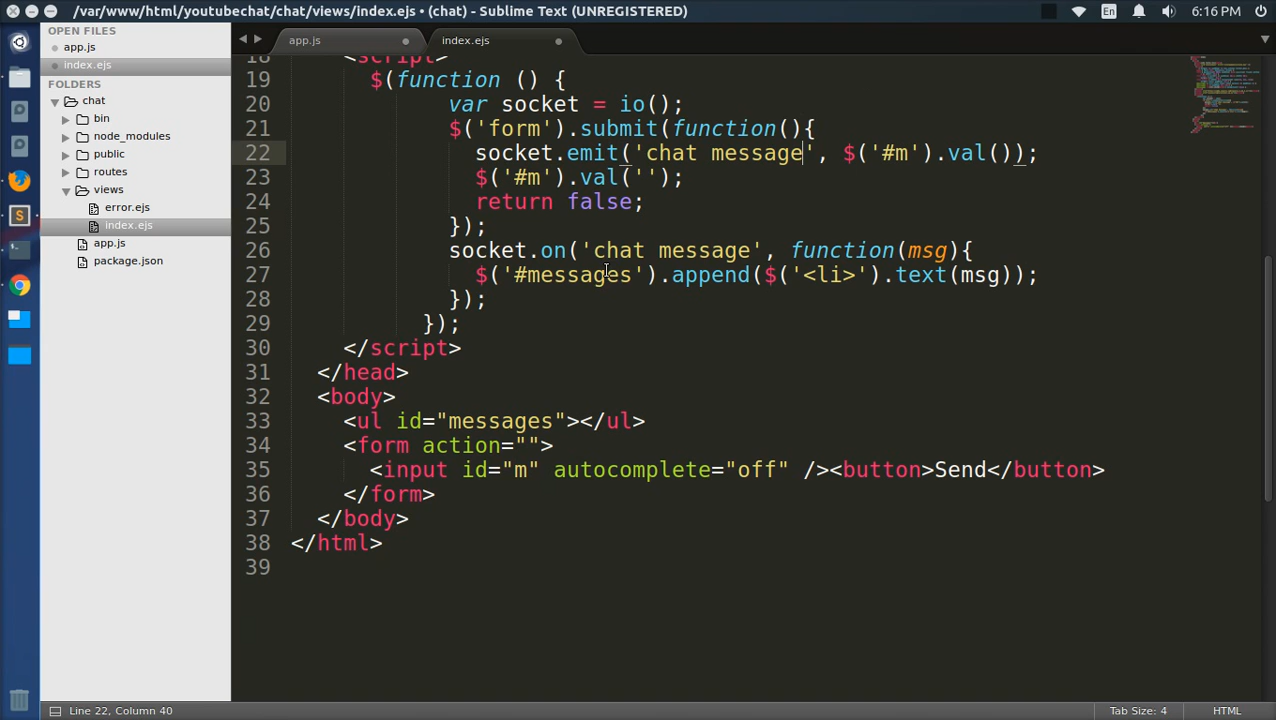 /var/www/html/youtubechat/chat/views/index.ejs • (chat) - Sublime Text (UNREGISTERED)
En
6:16 PM
OPEN FILES
app.js
index.ejs
FOLDERS
chat
bin
node_modules
public
routes
views
error.ejs
index.ejs
app.js
package.json
app.js
index.ejs
18 <script>
19 $(function () {
20 var socket = io();
21 $('form').submit(function(){
22 socket.emit('chat message', $('#m').val());
23 $('#m').val('');
24 return false;
25 });
26 socket.on('chat message', function(msg){
27 $('#messages').append($('<li>').text(msg));
28 });
29 });
30 </script>
31 </head>
32 <body>
33 <ul id="messages"></ul>
34 <form action="">
35 <input id="m" autocomplete="off" /><button>Send</button>
36 </form>
37 </body>
38 </html>
39
Line 22, Column 40
Tab Size: 4
HTML